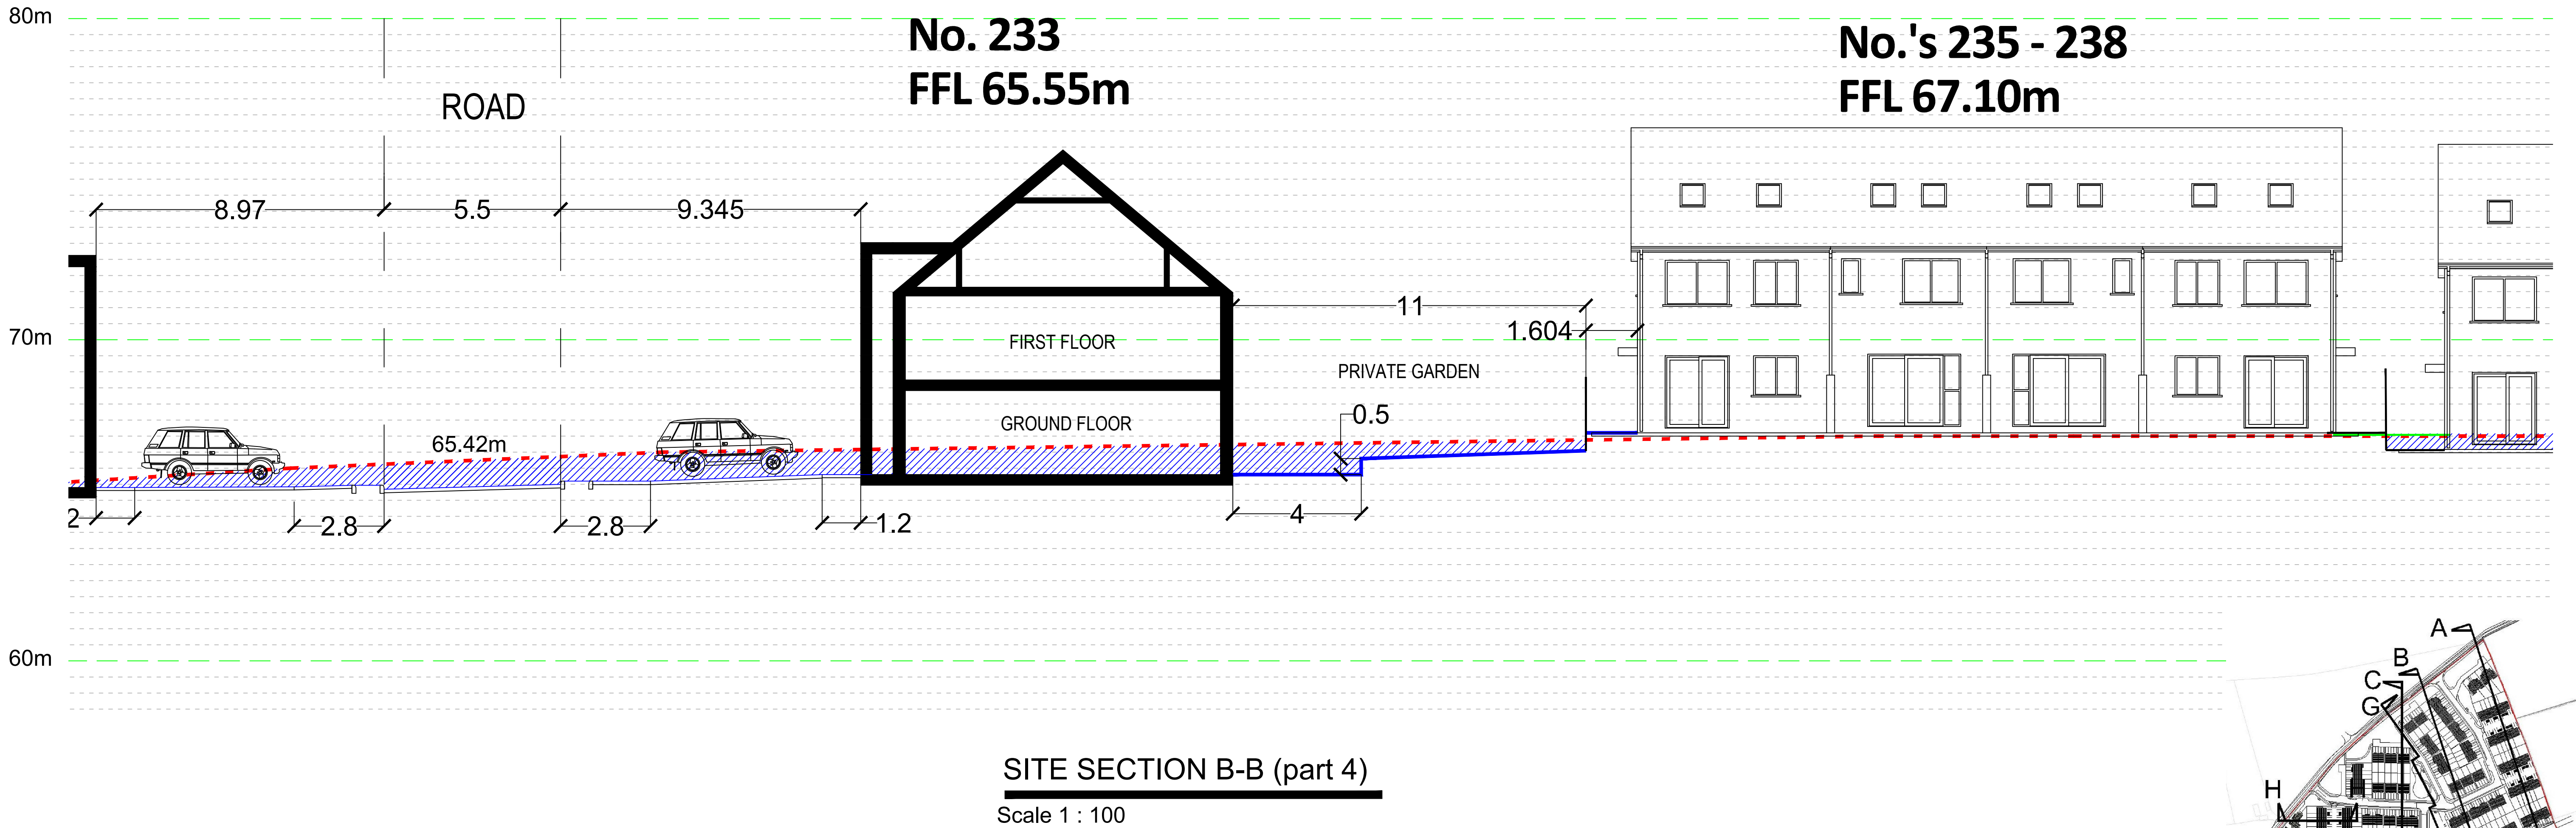 80m
No. 233
FFL 65.55m
No.'s 235 - 238
FFL 67.10m
ROAD
8.97
5.5
9.345
11
1.604
70m
FIRST FLOOR
PRIVATE GARDEN
0.5
GROUND FLOOR
65.42m
2
2.8
2.8
1.2
4
60m
A
B
C
G
H
SITE SECTION B-B (part 4)
Scale 1 : 100